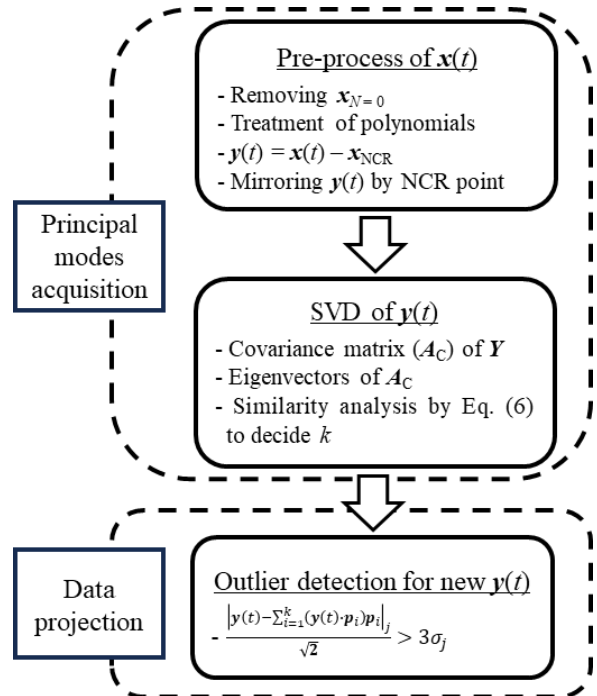 Pre-process of x(t)
- Removing x_{N=0}
- Treatment of polynomials
- y(t) = x(t) − x_{NCR}
- Mirroring y(t) by NCR point
Principal
modes
acquisition
SVD of y(t)
- Covariance matrix (A_C) of Y
- Eigenvectors of A_C
- Similarity analysis by Eq. (6)
to decide k
Data
projection
Outlier detection for new y(t)
- |y(t)−∑_{i=1}^{k}(y(t)·p_i)p_i|_j / √2 > 3σ_j